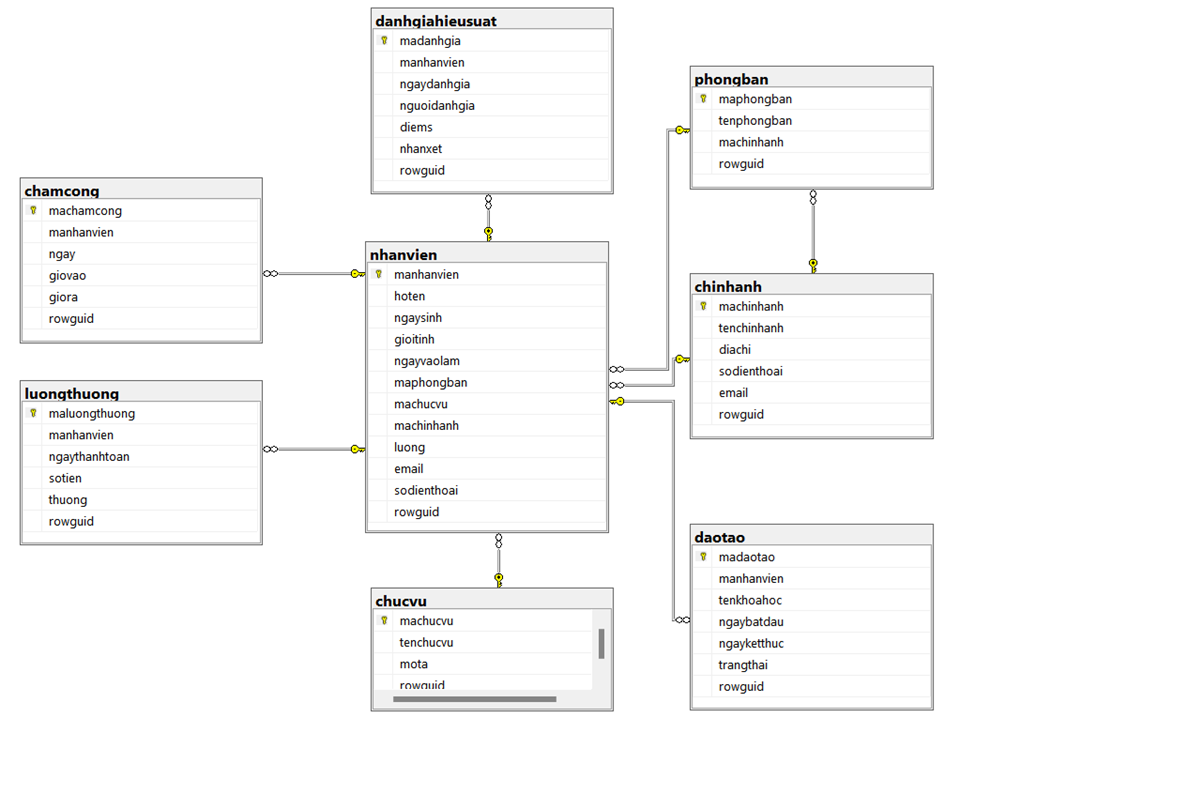 danhgiahieusuat
madanhgia
manhanvien
ngaydanhgia
nguoidanhgia
diems
nhanxet
rowguid
phongban
maphongban
tenphongban
machinhanh
rowguid
chamcong
machamcong
manhanvien
ngay
giovao
giora
rowguid
nhanvien
manhanvien
hoten
ngaysinh
gioitinh
ngayvaolam
maphongban
machucvu
machinhanh
luong
email
sodienthoai
rowguid
chinhanh
machinhanh
tenchinhanh
diachi
sodienthoai
email
rowguid
luongthuong
maluongthuong
manhanvien
ngaythanhtoan
sotien
thuong
rowguid
chucvu
machucvu
tenchucvu
mota
rowguid
daotao
madaotao
manhanvien
tenkhoahoc
ngaybatdau
ngayketthuc
trangthai
rowguid